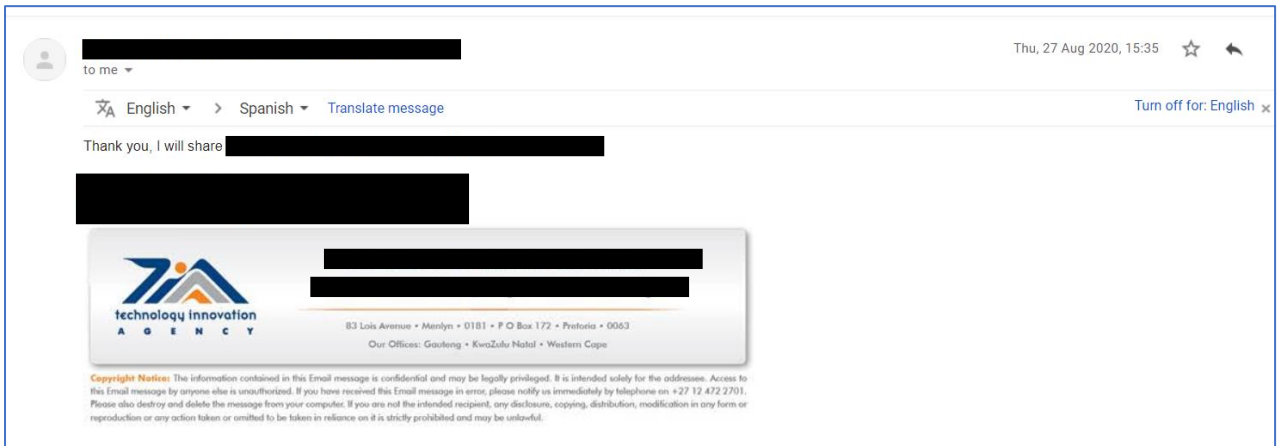 Thu, 27 Aug 2020, 15:35
to me
English > Spanish Translate message Turn off for: English x
Thank you, I will share
TIA
technology innovation
AGENCY
83 Lois Avenue • Menlyn • 0181 • P O Box 172 • Pretoria • 0063
Our Offices: Gauteng • KwaZulu Natal • Western Cape
Copyright Notice: The information contained in this Email message is confidential and may be legally privileged. It is intended solely for the addressee. Access to
this Email message by anyone else is unauthorized. If you have received this Email message in error, please notify us immediately by telephone on +27 12 472 2701.
Please also destroy and delete the message from your computer. If you are not the intended recipient, any disclosure, copying, distribution, modification in any form or
reproduction or any action taken or omitted to be taken in reliance on it is strictly prohibited and may be unlawful.